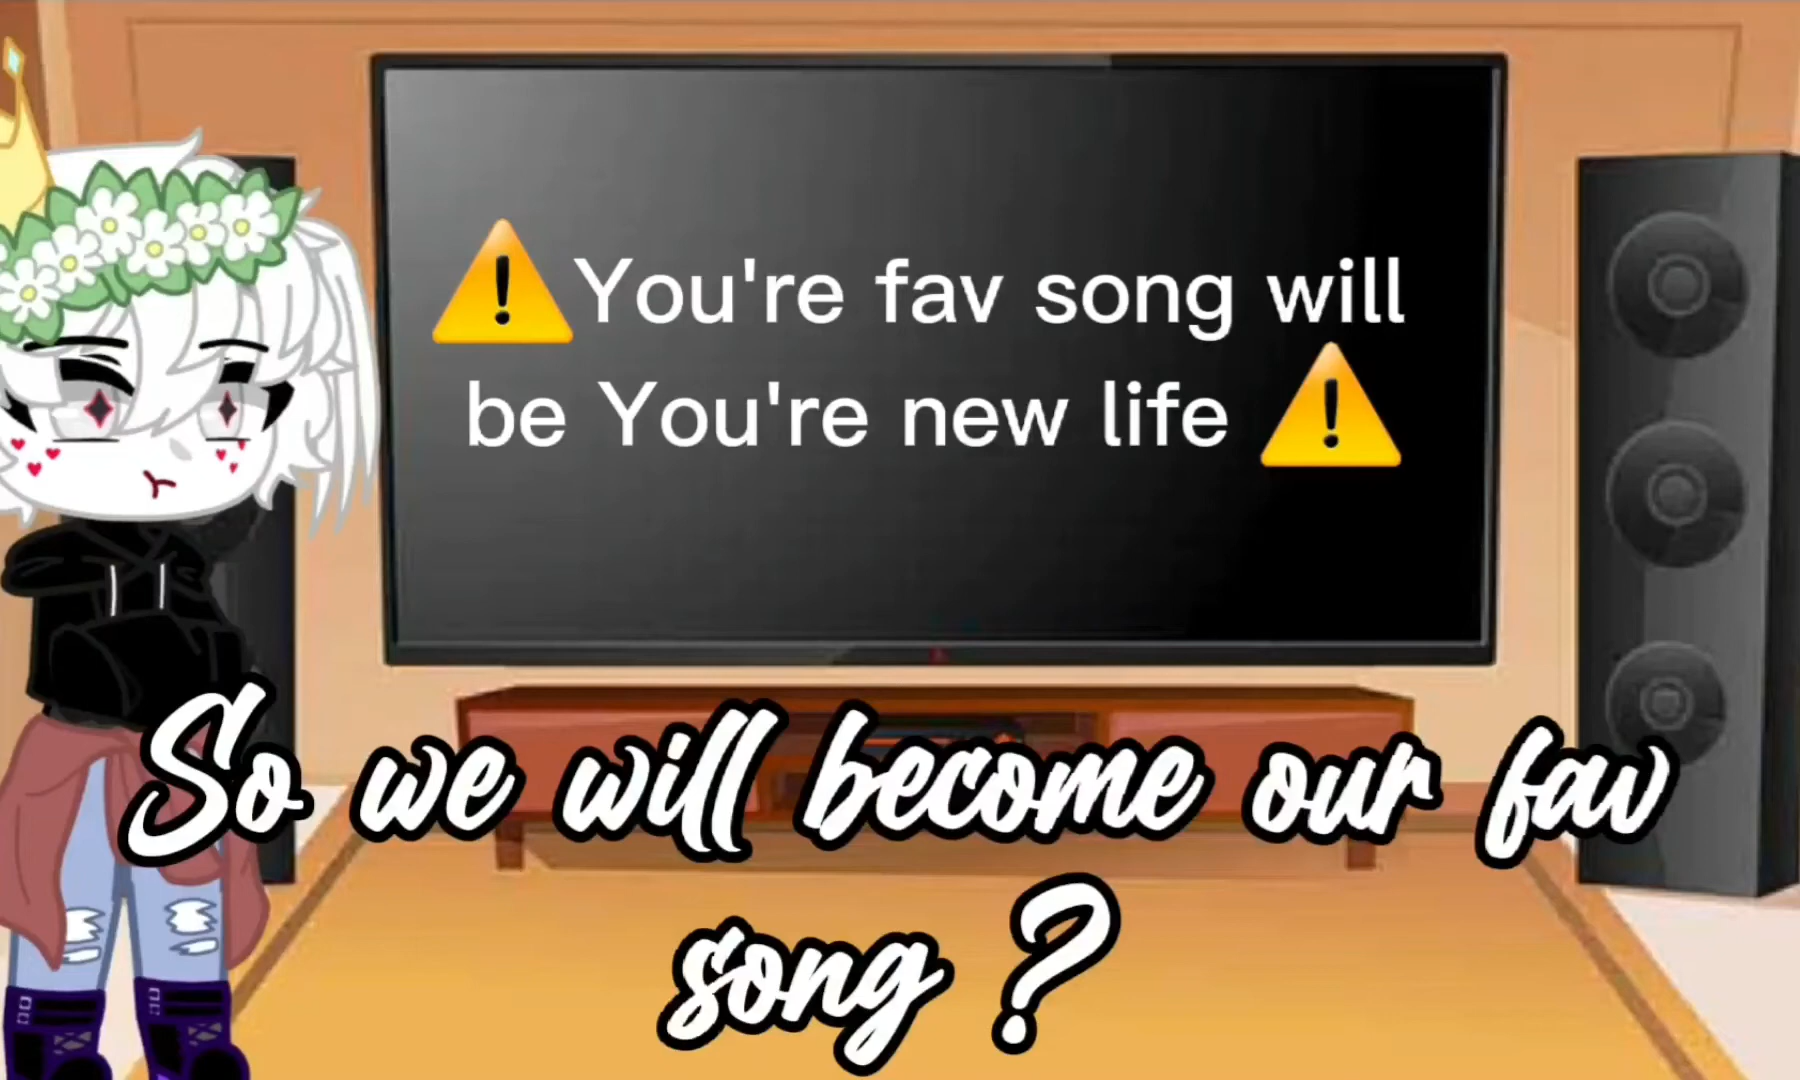 ⚠️You're fav song will
be You're new life ⚠️
So we will become our fav
song ?